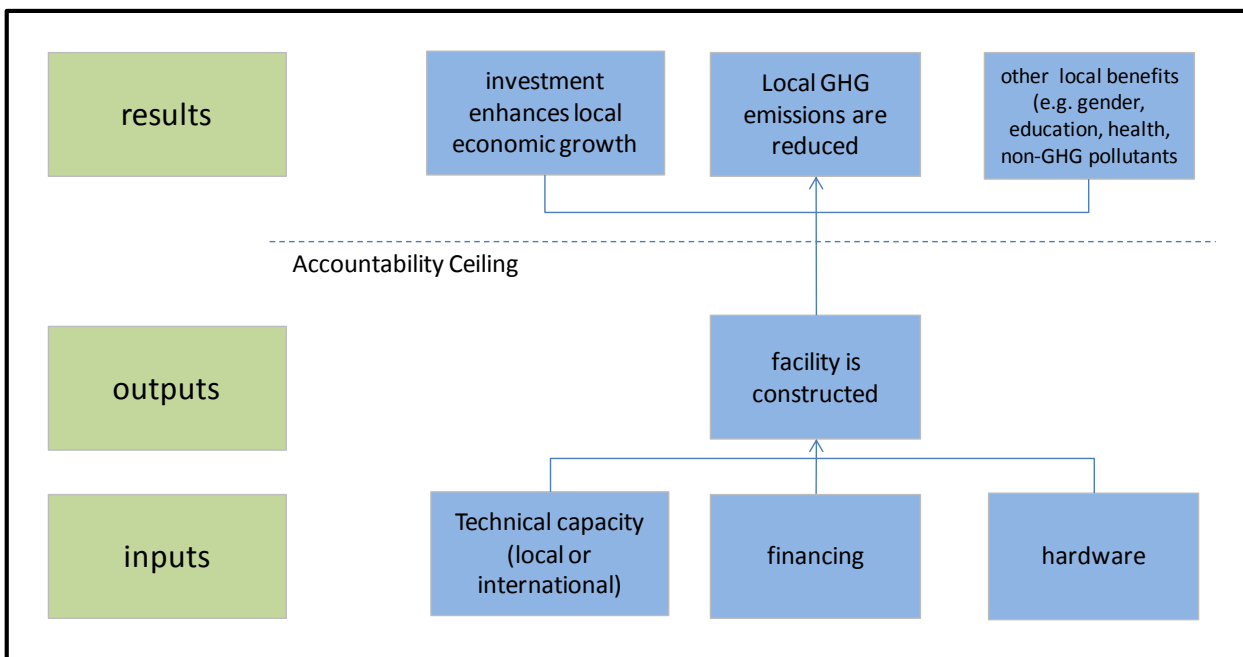 results
investment
enhances local
economic growth
Local GHG
emissions are
reduced
other local benefits
(e.g. gender,
education, health,
non-GHG pollutants
Accountability Ceiling
outputs
facility is
constructed
inputs
Technical capacity
(local or
international)
financing
hardware